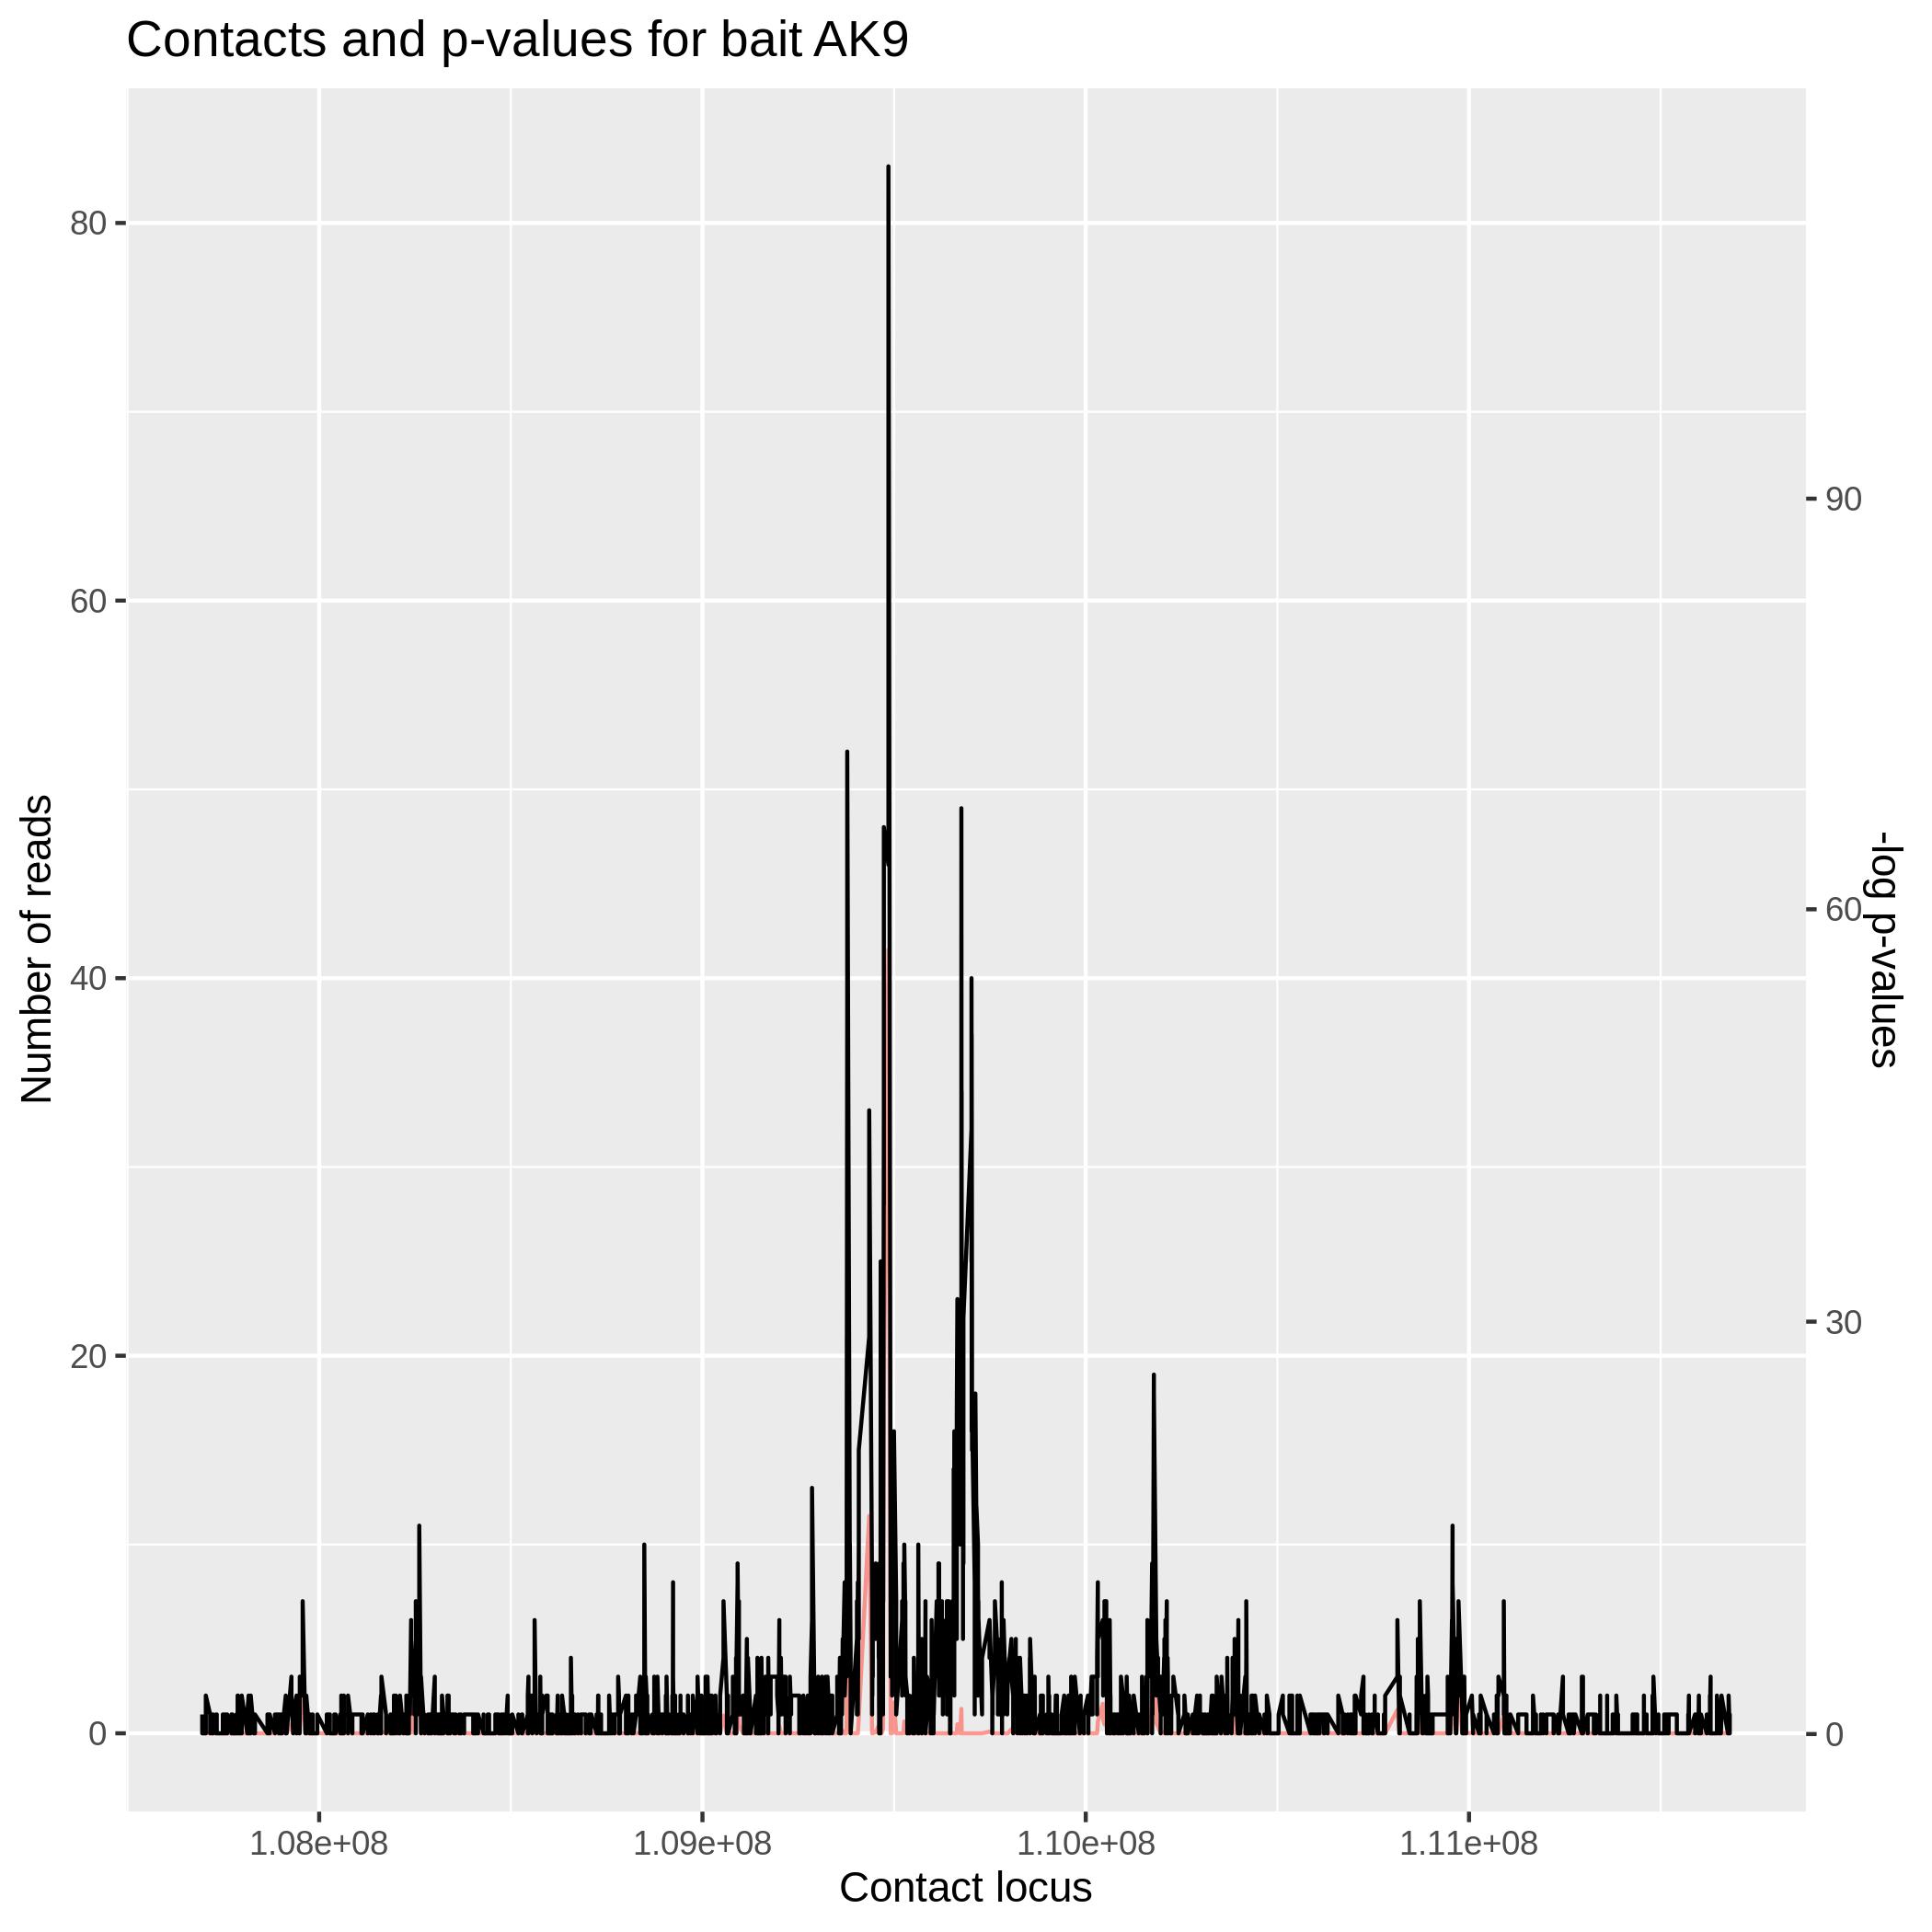 Contacts and p-values for bait AK9
Number of reads
80
60
40
20
0
90
60
30
0
-log p-values
1.08e+08
1.09e+08
1.10e+08
1.11e+08
Contact locus